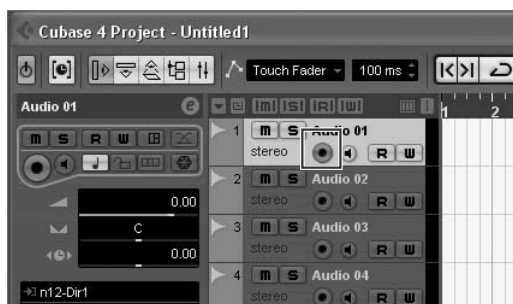 Cubase 4 Project - Untitled1
Touch Fader 100 ms
Audio 01 e m S R W
1 2
m S R W
1 m S Audio 01
stereo R W
2 m S Audio 02
stereo R W
3 m S Audio 03
stereo R W
4 m S Audio 04
stereo R W
0.00
C
0.00
n12-Dir1